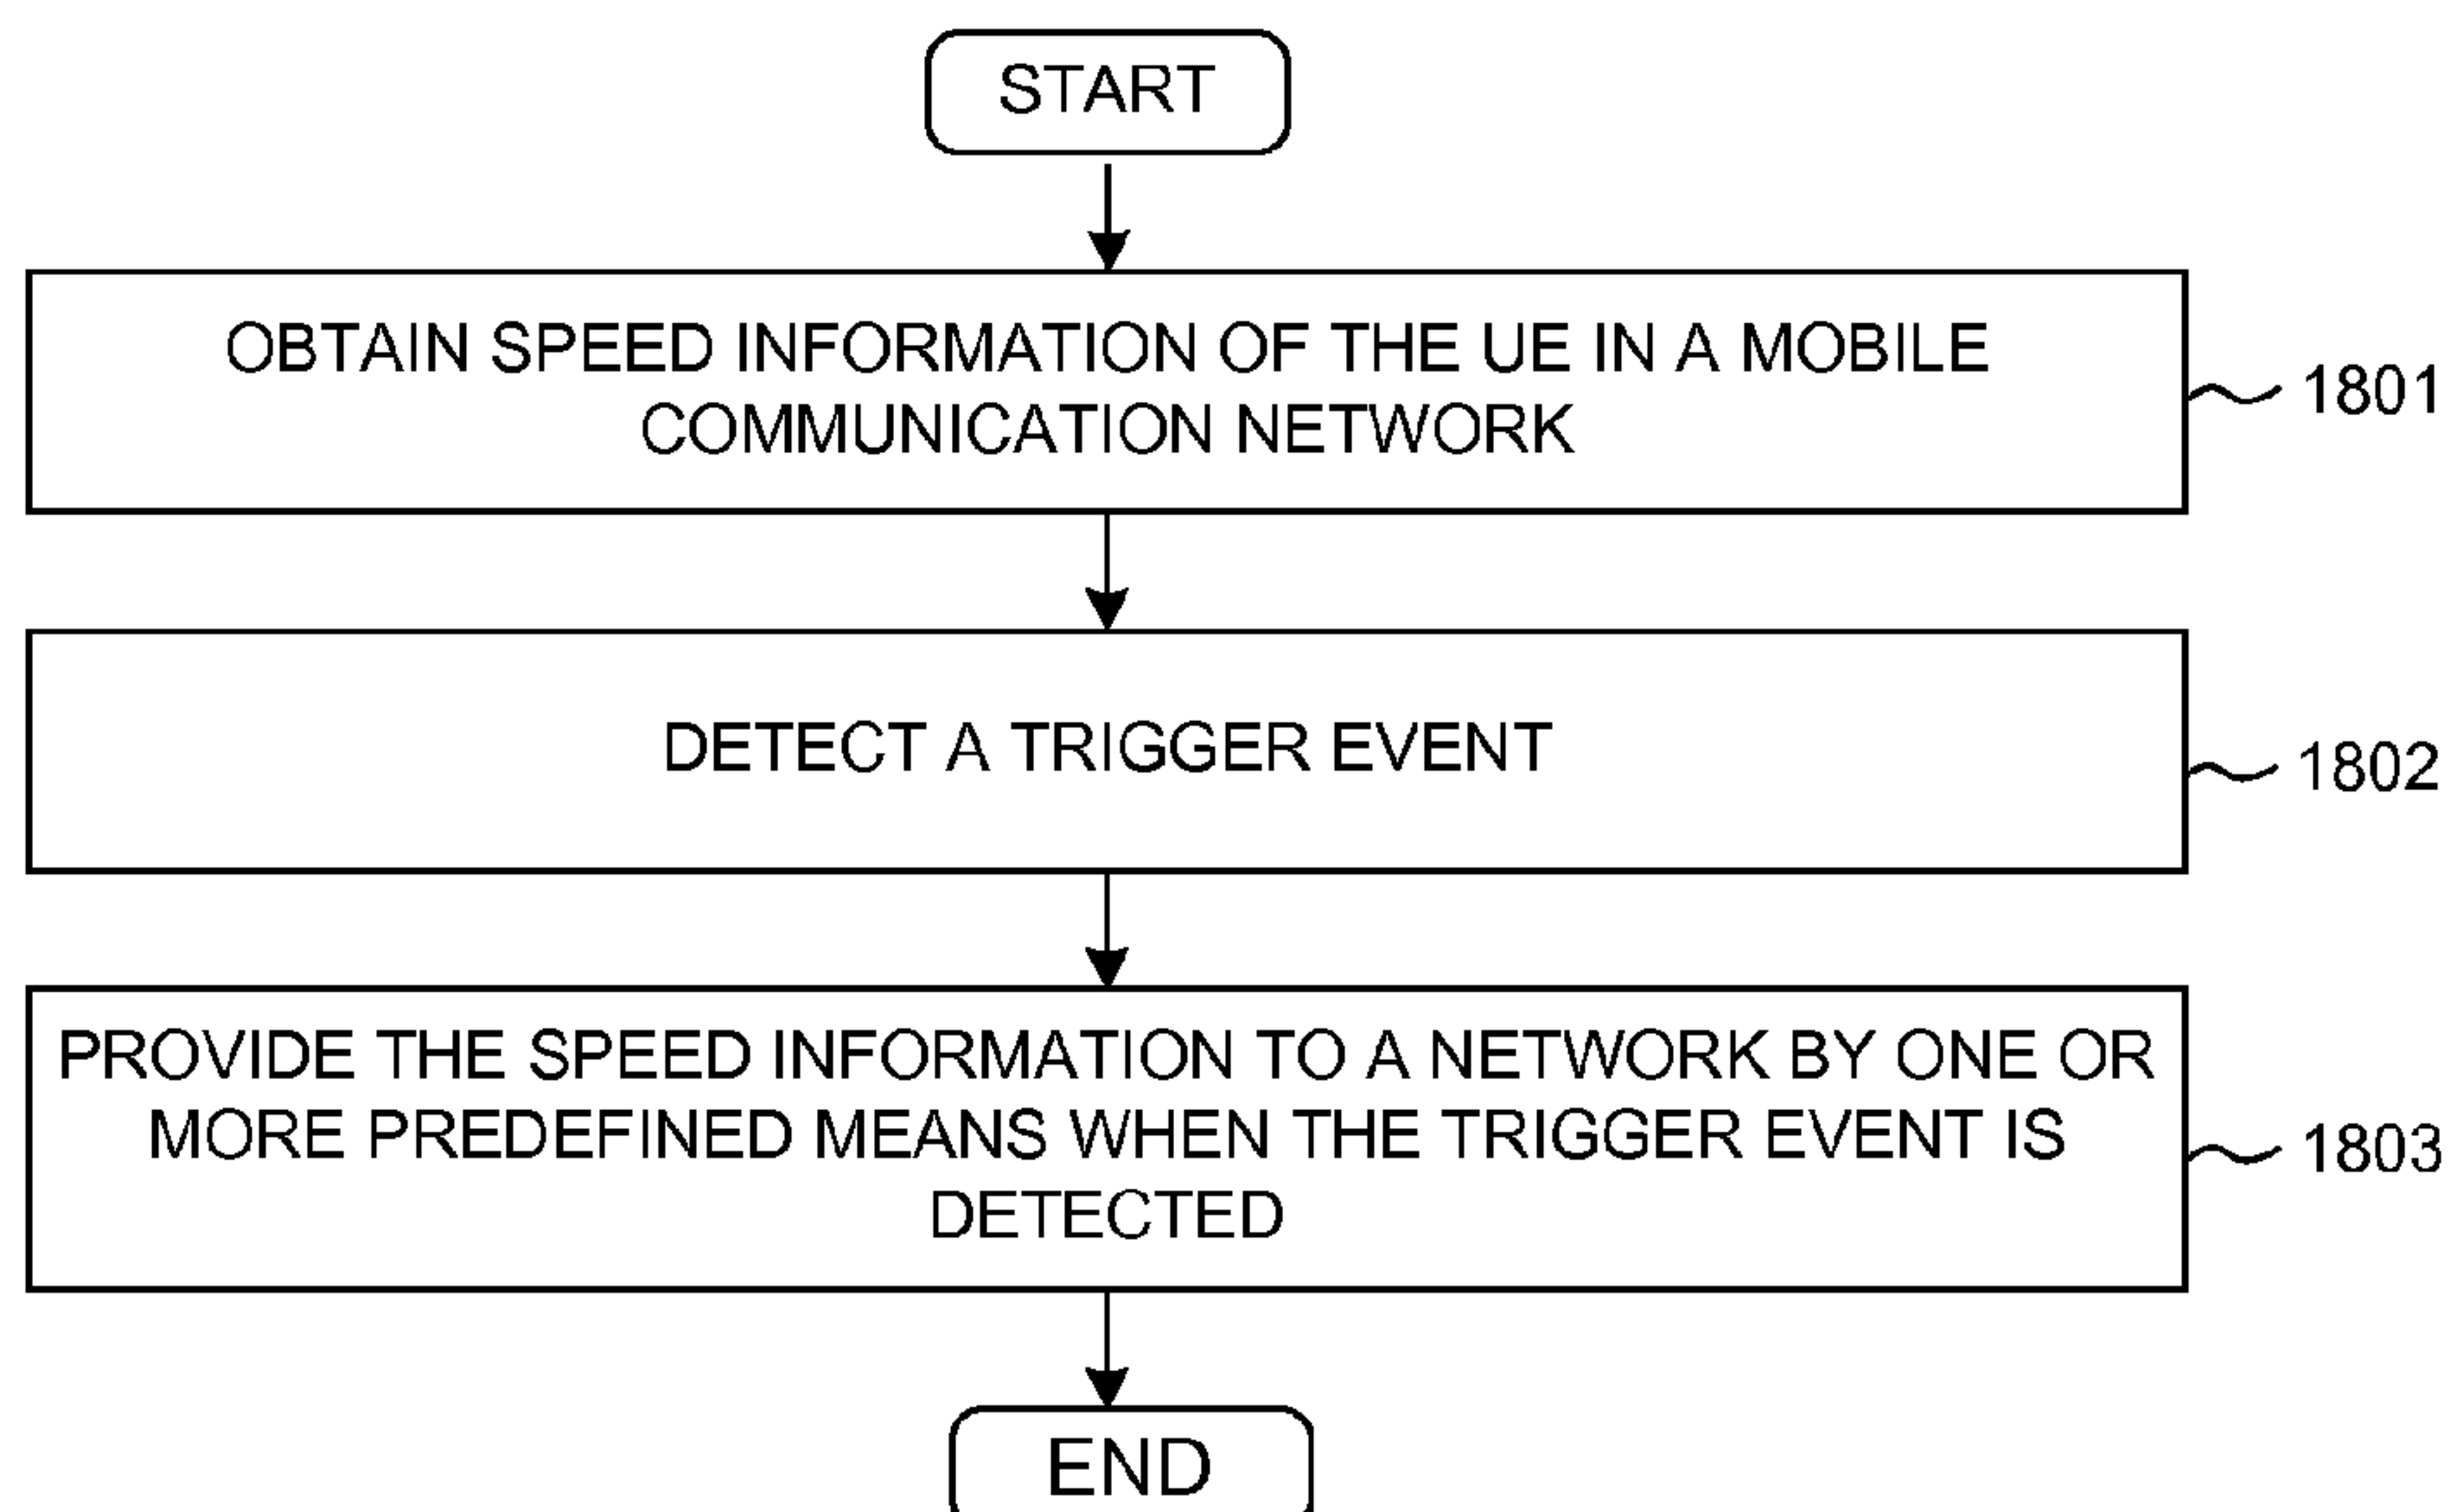 START
OBTAIN SPEED INFORMATION OF THE UE IN A MOBILE
COMMUNICATION NETWORK
1801
DETECT A TRIGGER EVENT
1802
PROVIDE THE SPEED INFORMATION TO A NETWORK BY ONE OR
MORE PREDEFINED MEANS WHEN THE TRIGGER EVENT IS
DETECTED
1803
END